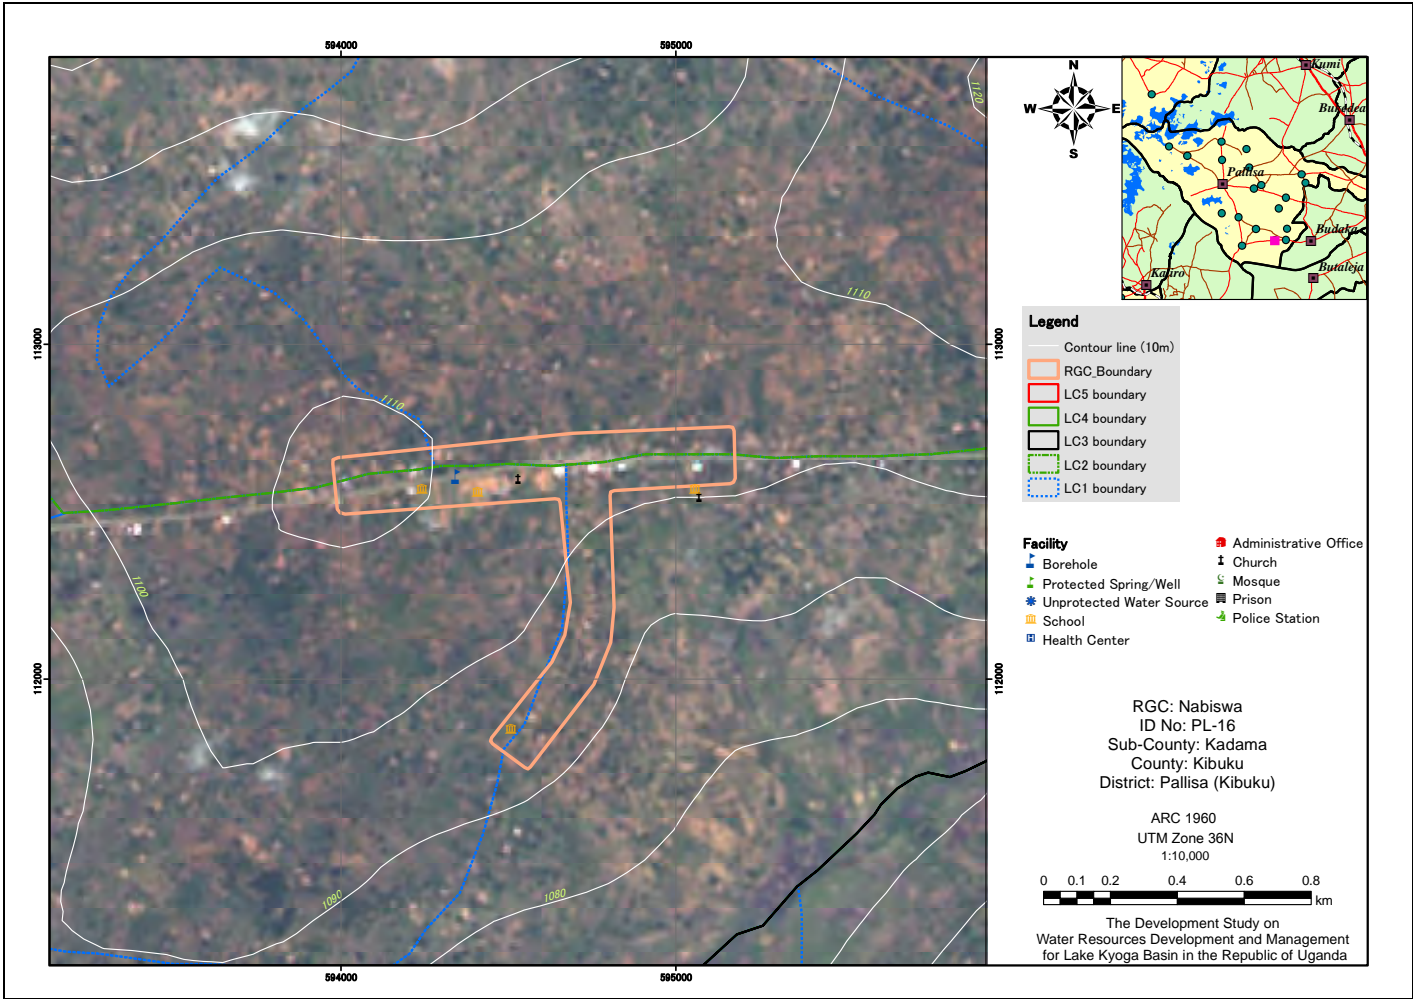 594000
595000
1120
N
W E
S
Kumi
Bukedea
Pallisa
Budaka
Kaliro
Butaleja
1110
113000
113000
Legend
Contour line (10m)
RGC_Boundary
LC5 boundary
LC4 boundary
LC3 boundary
LC2 boundary
LC1 boundary
1110
1100
Facility
Borehole
Protected Spring/Well
Unprotected Water Source
School
Health Center
Administrative Office
Church
Mosque
Prison
Police Station
112000
112000
RGC: Nabiswa
ID No: PL-16
Sub-County: Kadama
County: Kibuku
District: Pallisa (Kibuku)
ARC 1960
UTM Zone 36N
1:10,000
0 0.1 0.2 0.4 0.6 0.8
km
1090
1080
The Development Study on
Water Resources Development and Management
for Lake Kyoga Basin in the Republic of Uganda
594000
595000